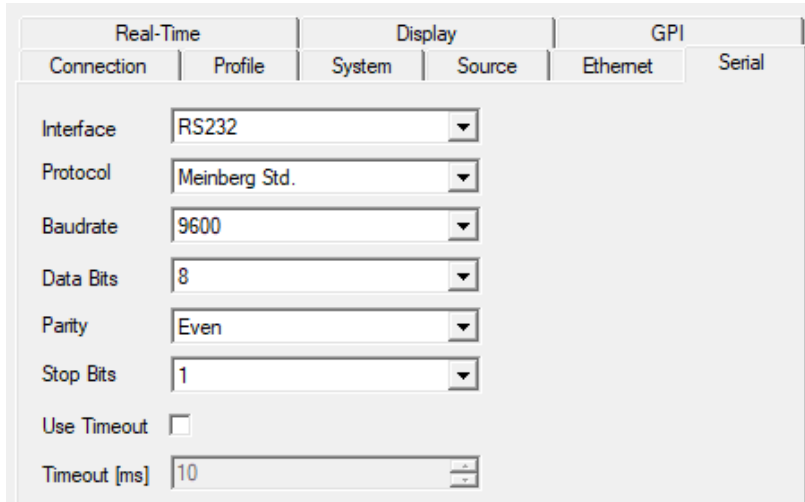 Real-Time Display GPI
Connection Profile System Source Ethernet Serial
Interface RS232
Protocol Meinberg Std.
Baudrate 9600
Data Bits 8
Parity Even
Stop Bits 1
Use Timeout
Timeout [ms] 10